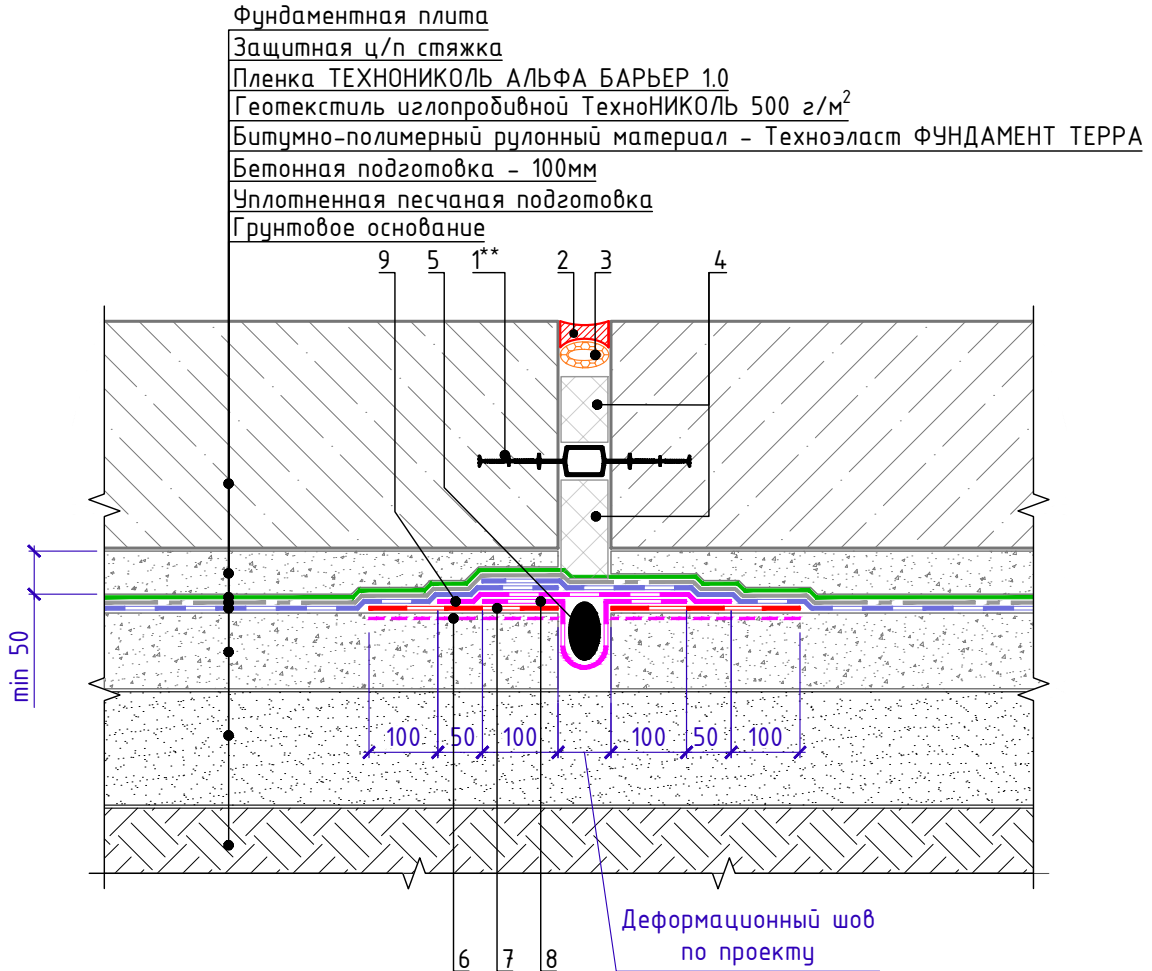 Фундаментная плита
Защитная ц/п стяжка
Пленка ТЕХНОНИКОЛЬ АЛЬФА БАРЬЕР 1.0
Геотекстиль иглопробивной ТехноНИКОЛЬ 500 г/м²
Битумно-полимерный рулонный материал - Техноэласт ФУНДАМЕНТ ТЕРРА
Бетонная подготовка - 100мм
Уплотненная песчаная подготовка
Грунтовое основание
9 5 1** 2 3 4
min 50
100 50 100 100 50 100
Деформационный шов
по проекту
6 7 8